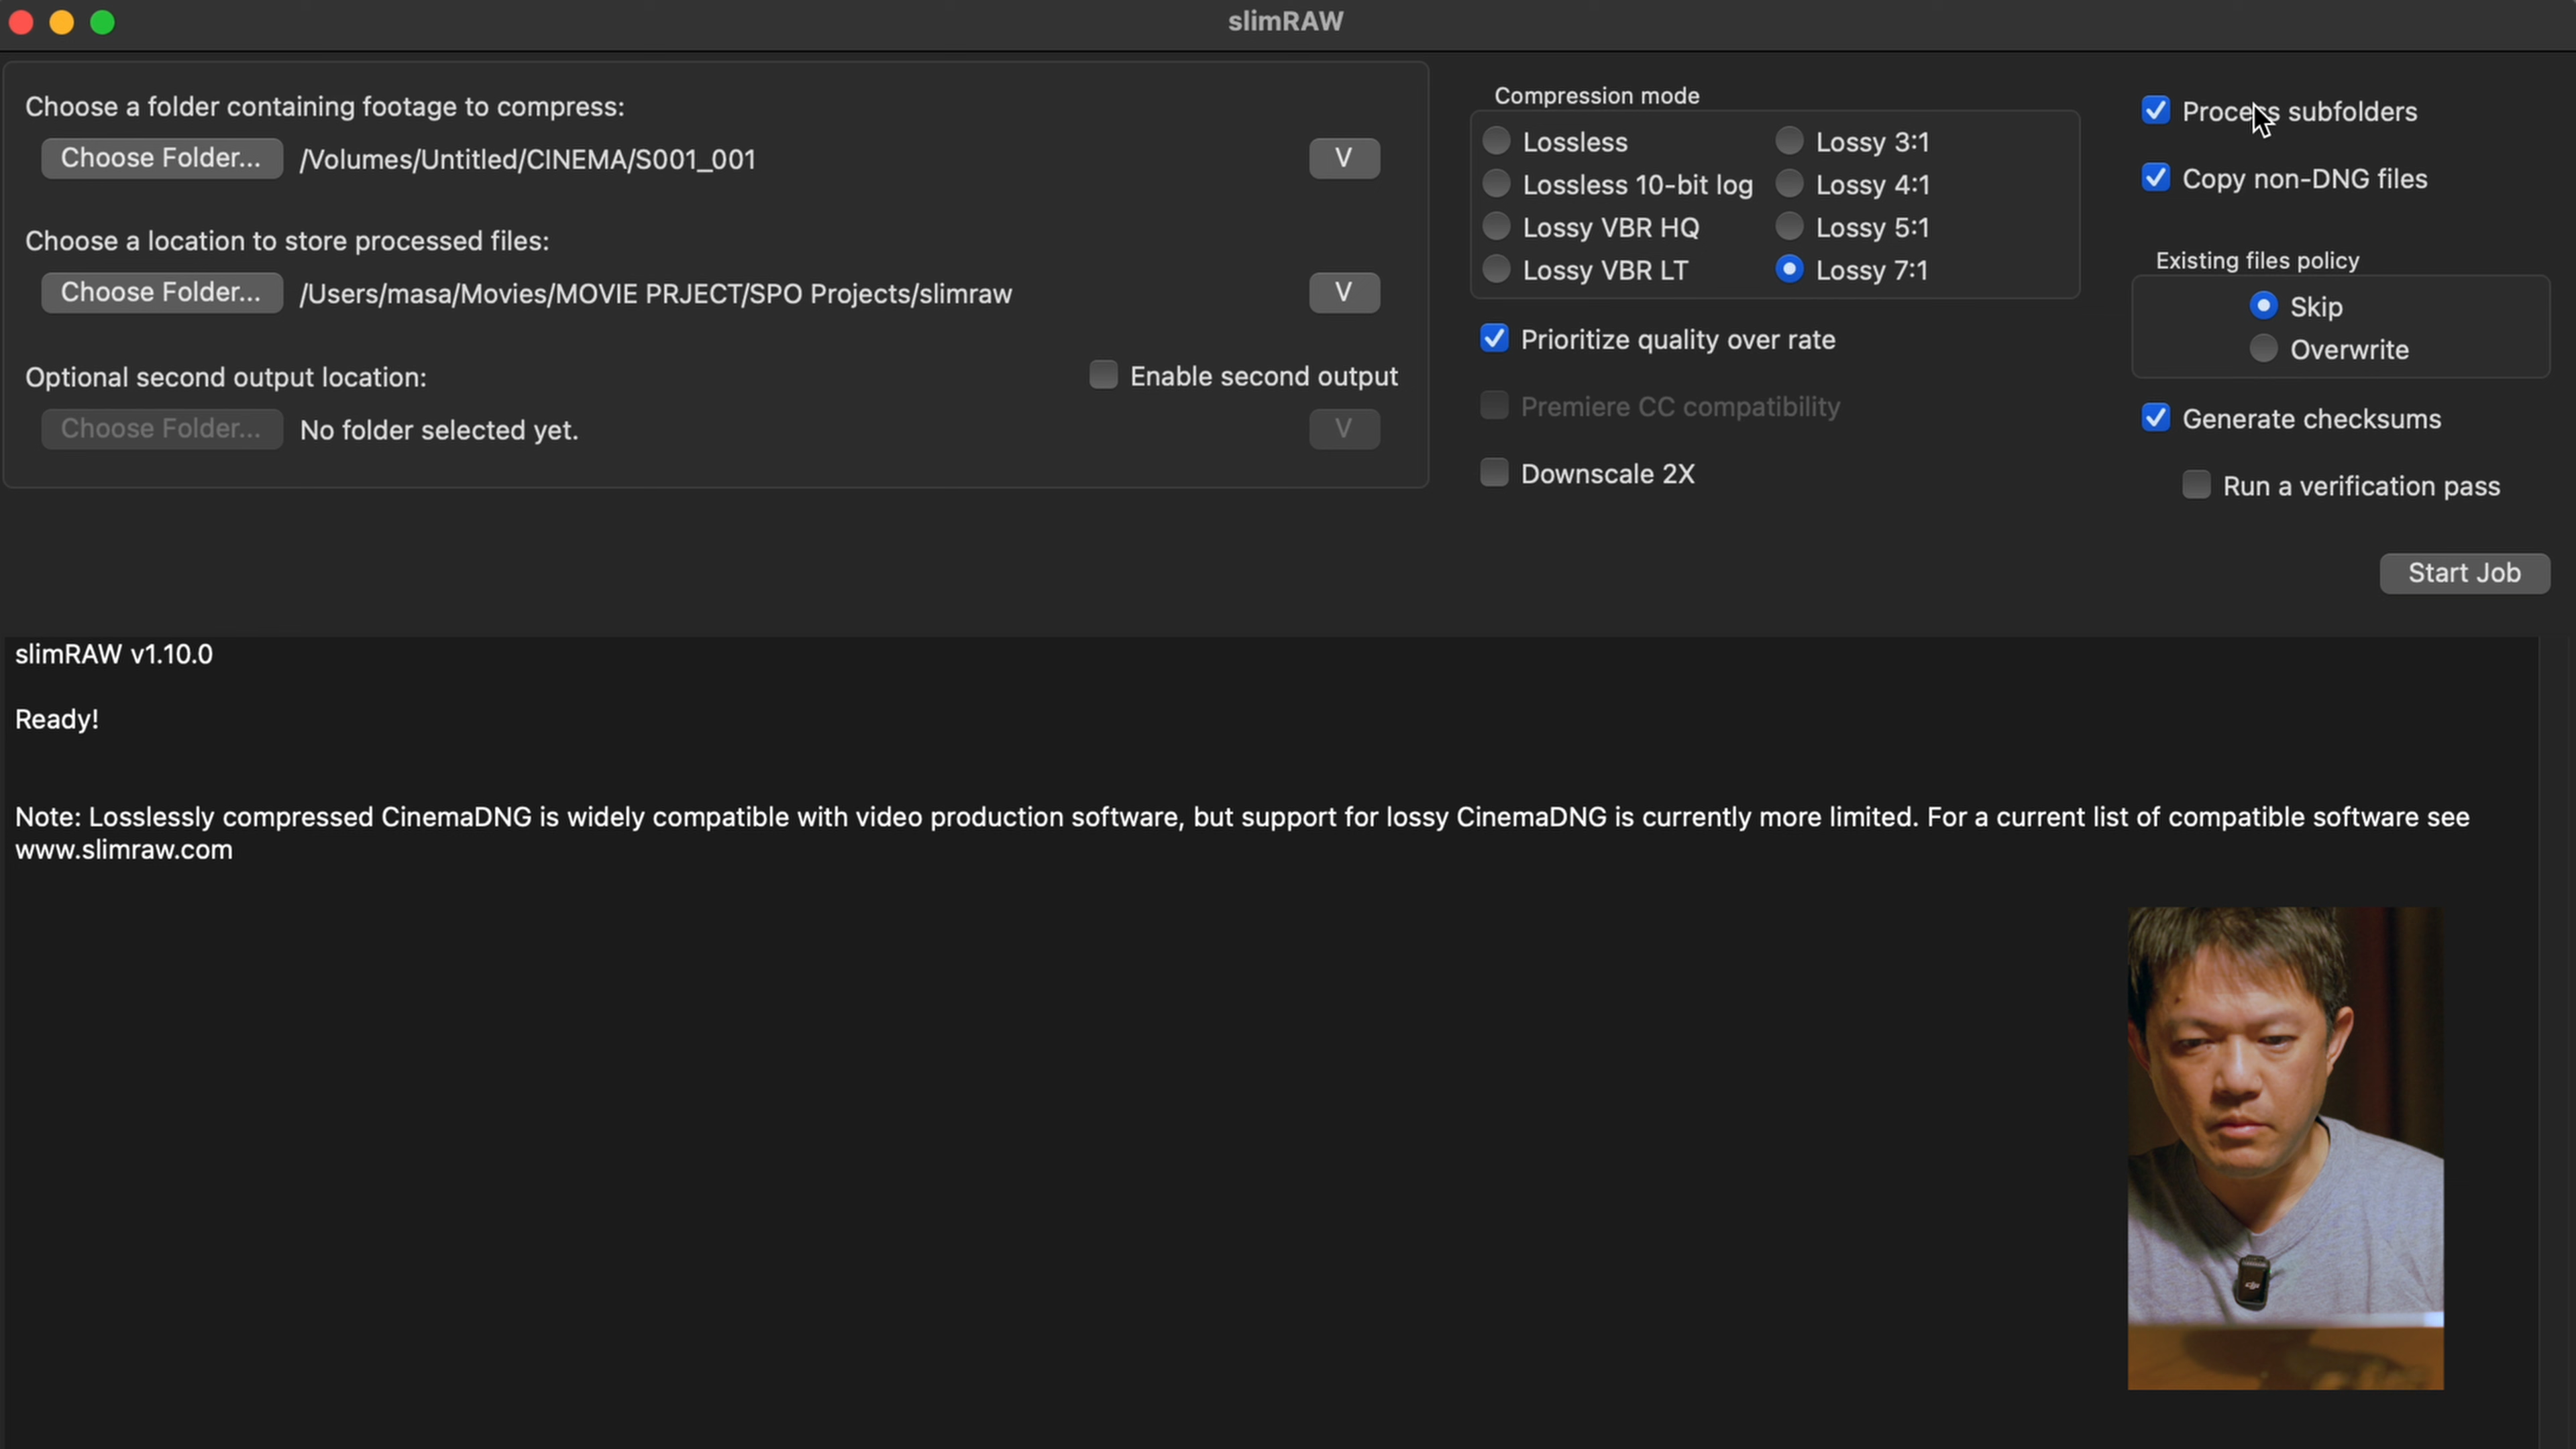 slimRAW
Choose a folder containing footage to compress:
Choose Folder... /Volumes/Untitled/CINEMA/S001_001 V
Choose a location to store processed files:
Choose Folder... /Users/masa/Movies/MOVIE PRJECT/SPO Projects/slimraw V
Optional second output location: Enable second output
Choose Folder... No folder selected yet. V
Compression mode
Lossless Lossy 3:1
Lossless 10-bit log Lossy 4:1
Lossy VBR HQ Lossy 5:1
Lossy VBR LT Lossy 7:1
Prioritize quality over rate
Premiere CC compatibility
Downscale 2X
Process subfolders
Copy non-DNG files
Existing files policy
Skip
Overwrite
Generate checksums
Run a verification pass
Start Job
slimRAW v1.10.0
Ready!
Note: Losslessly compressed CinemaDNG is widely compatible with video production software, but support for lossy CinemaDNG is currently more limited. For a current list of compatible software see
www.slimraw.com
dji